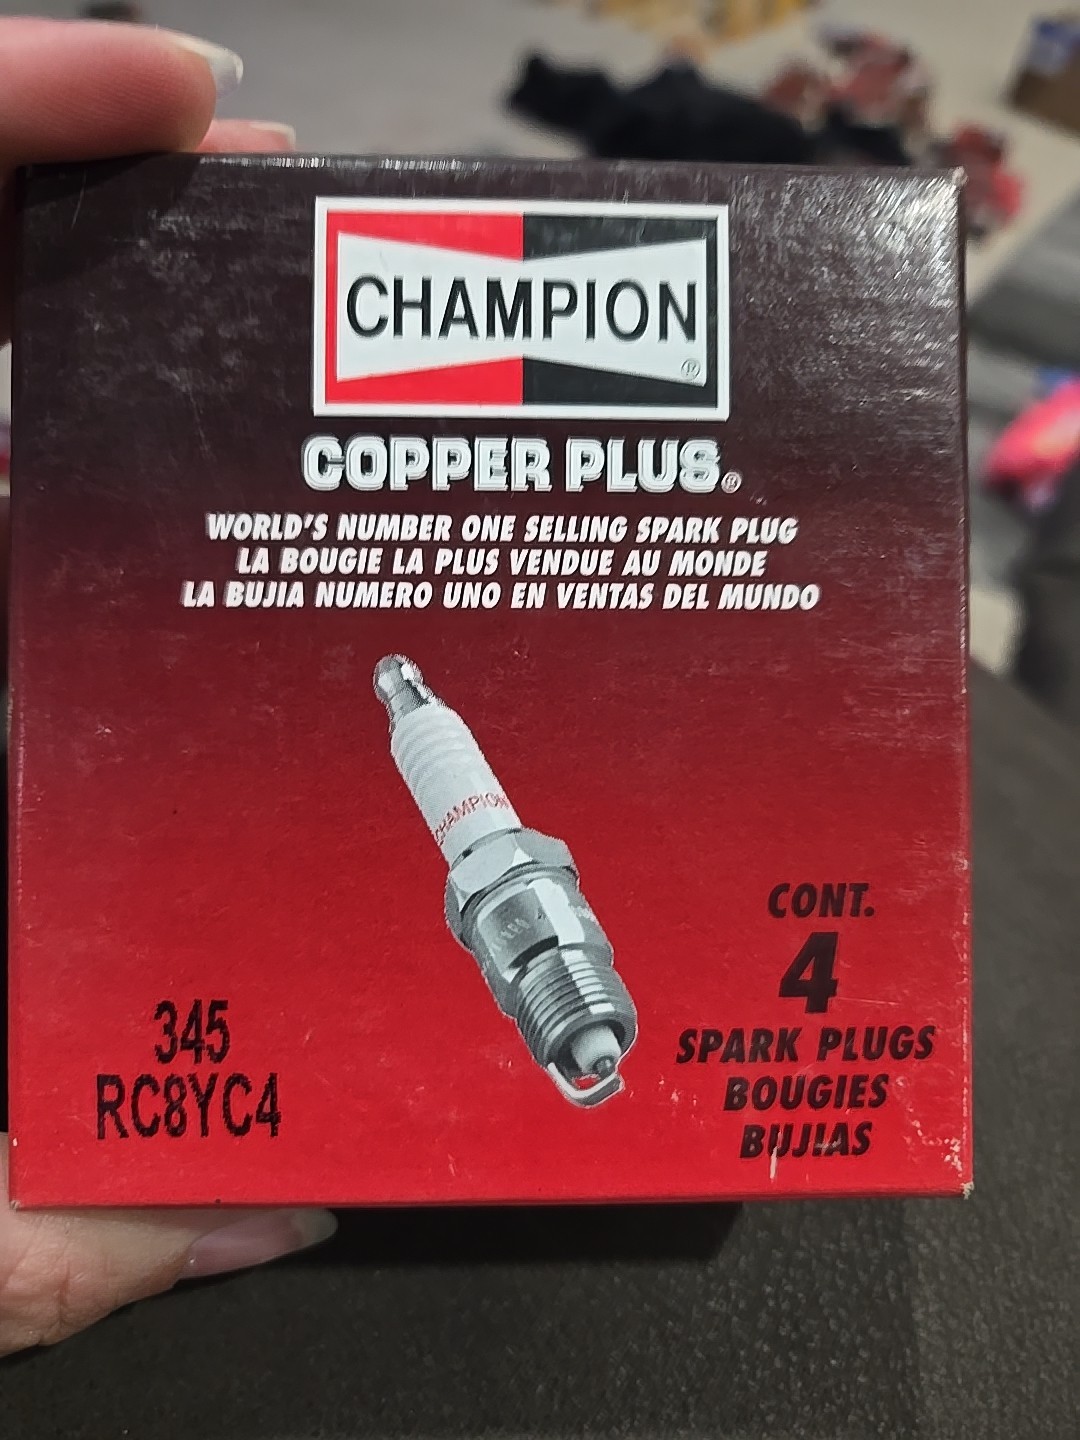 CHAMPION
®
COPPER PLUS®
WORLD'S NUMBER ONE SELLING SPARK PLUG
LA BOUGIE LA PLUS VENDUE AU MONDE
LA BUJIA NUMERO UNO EN VENTAS DEL MUNDO
CHAMPION
CONT.
4
SPARK PLUGS
BOUGIES
BUJIAS
345
RC8YC4